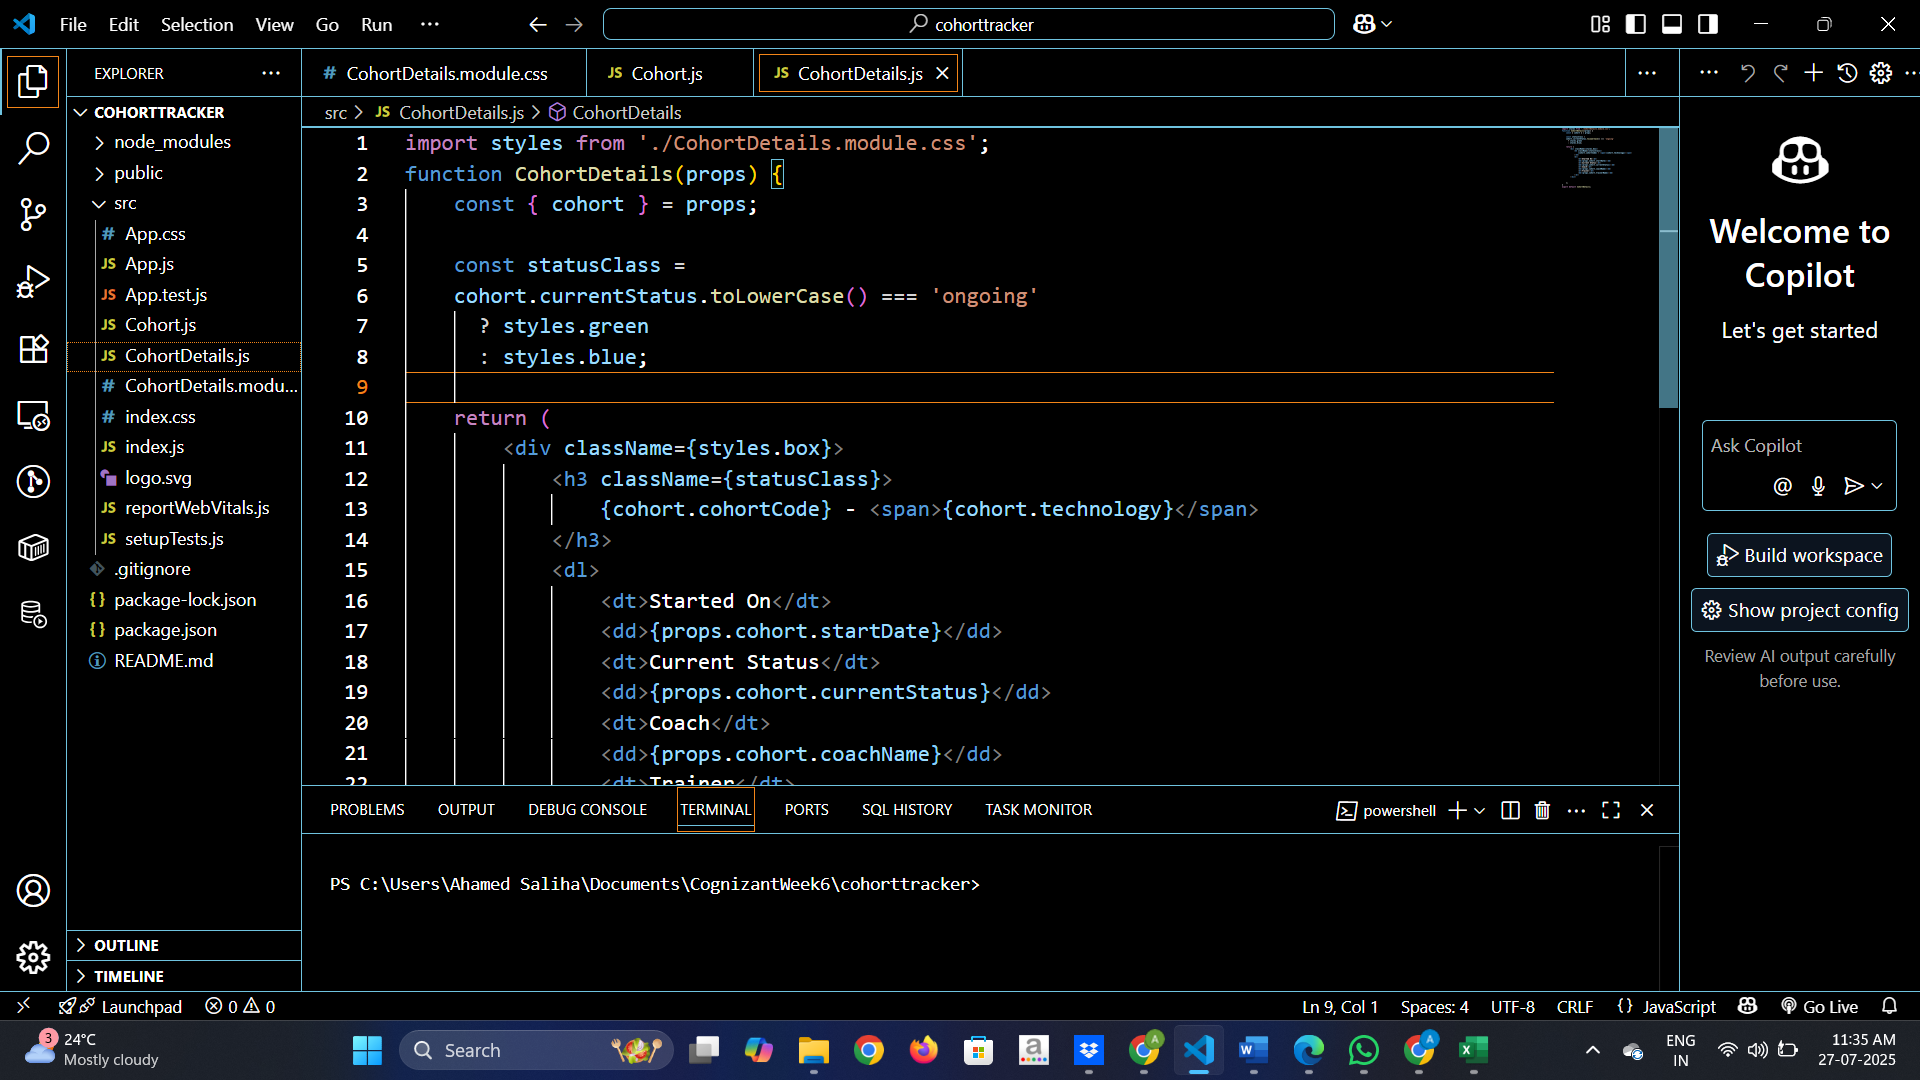 File Edit Selection View Go Run ···
cohorttracker
EXPLORER ···
COHORTTRACKER
node_modules
public
src
# App.css
JS App.js
JS App.test.js
JS Cohort.js
JS CohortDetails.js
# CohortDetails.modu...
# index.css
JS index.js
logo.svg
JS reportWebVitals.js
JS setupTests.js
.gitignore
{} package-lock.json
{} package.json
README.md
OUTLINE
TIMELINE
# CohortDetails.module.css
JS Cohort.js
JS CohortDetails.js
src > JS CohortDetails.js > CohortDetails
1 import styles from './CohortDetails.module.css';
2 function CohortDetails(props) {
3 const { cohort } = props;
4
5 const statusClass =
6 cohort.currentStatus.toLowerCase() === 'ongoing'
7 ? styles.green
8 : styles.blue;
9
10 return (
11 <div className={styles.box}>
12 <h3 className={statusClass}>
13 {cohort.cohortCode} - <span>{cohort.technology}</span>
14 </h3>
15 <dl>
16 <dt>Started On</dt>
17 <dd>{props.cohort.startDate}</dd>
18 <dt>Current Status</dt>
19 <dd>{props.cohort.currentStatus}</dd>
20 <dt>Coach</dt>
21 <dd>{props.cohort.coachName}</dd>
22 <dt>Trainer</dt>
PROBLEMS OUTPUT DEBUG CONSOLE TERMINAL PORTS SQL HISTORY TASK MONITOR
powershell
PS C:\Users\Ahamed Saliha\Documents\CognizantWeek6\cohorttracker>
Welcome to
Copilot
Let's get started
Ask Copilot
@
Build workspace
Show project config
Review AI output carefully
before use.
Launchpad 0 0
Ln 9, Col 1 Spaces: 4 UTF-8 CRLF {} JavaScript Go Live
3
24°C
Mostly cloudy
Search
a
A
W
A
X
ENG
IN
11:35 AM
27-07-2025